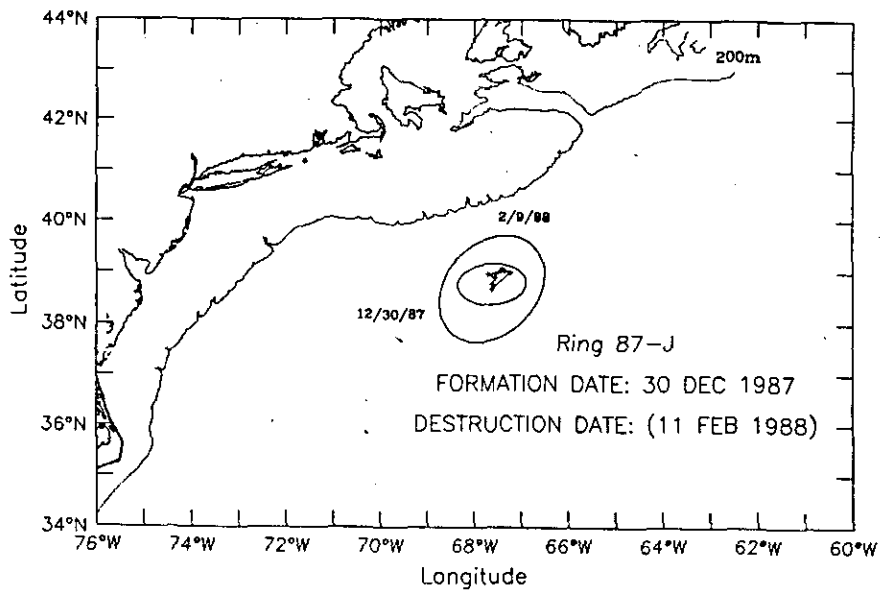 44°N
42°N
40°N
38°N
36°N
34°N
Latitude
200m
2/9/88
12/30/87
Ring 87-J
FORMATION DATE: 30 DEC 1987
DESTRUCTION DATE: (11 FEB 1988)
76°W 74°W 72°W 70°W 68°W 66°W 64°W 62°W 60°W
Longitude